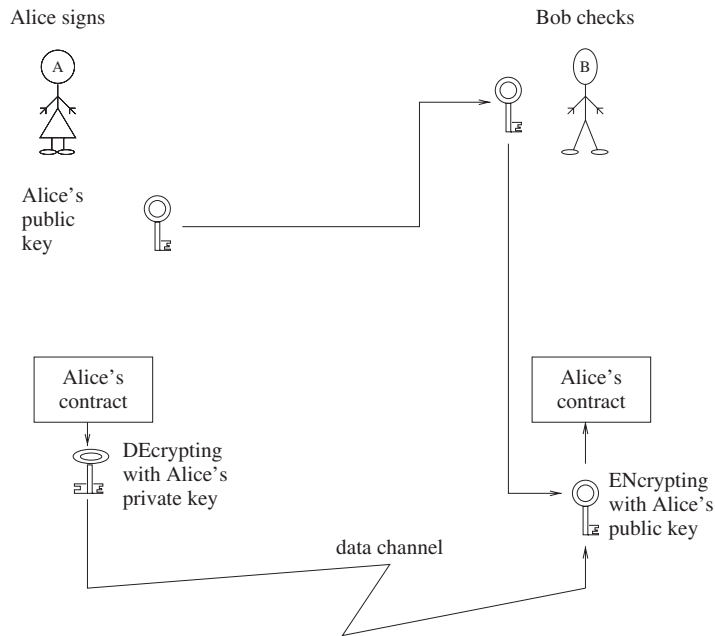 Alice signs
Bob checks
A
B
Alice's
public
key
Alice's
contract
Alice's
contract
DEcrypting
with Alice's
private key
ENcrypting
with Alice's
public key
data channel